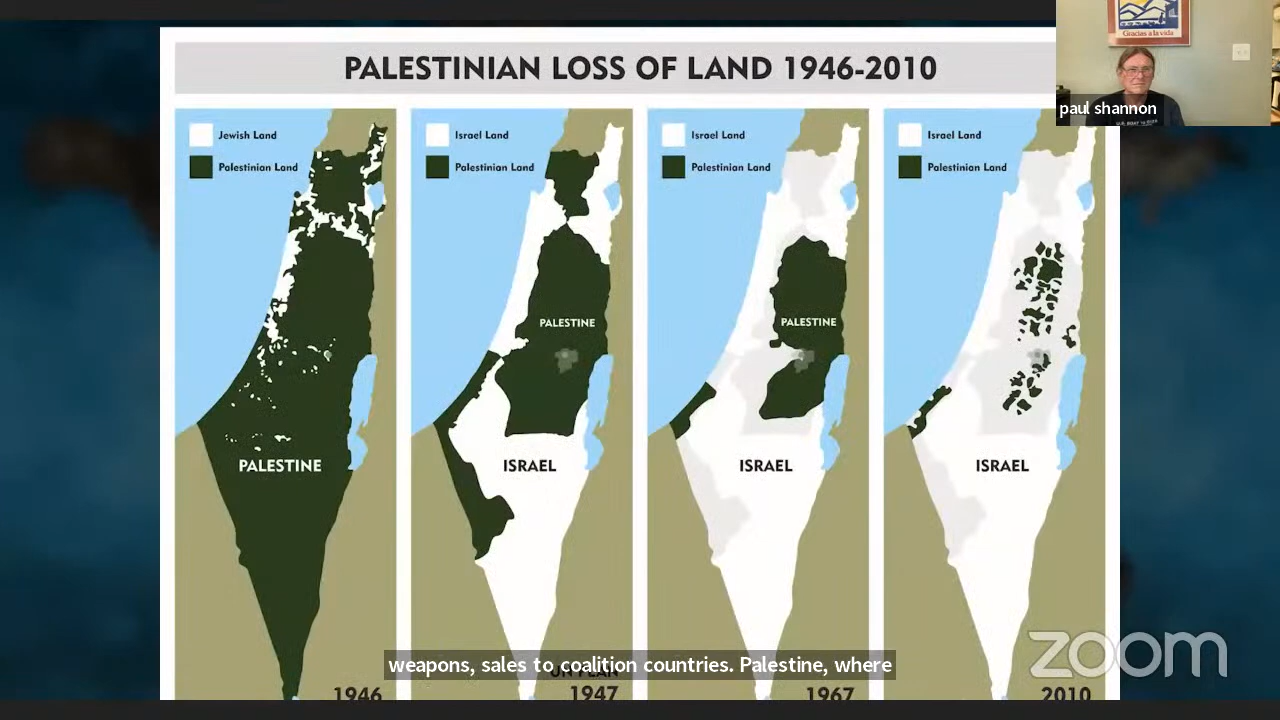 PALESTINIAN LOSS OF LAND 1946-2010
Gracias a la vida
paul shannon
Jewish Land
Palestinian Land
PALESTINE
1946
Israel Land
Palestinian Land
PALESTINE
ISRAEL
UN PLAN
1947
Israel Land
Palestinian Land
PALESTINE
ISRAEL
1967
Israel Land
Palestinian Land
ISRAEL
2010
weapons, sales to coalition countries. Palestine, where
zoom